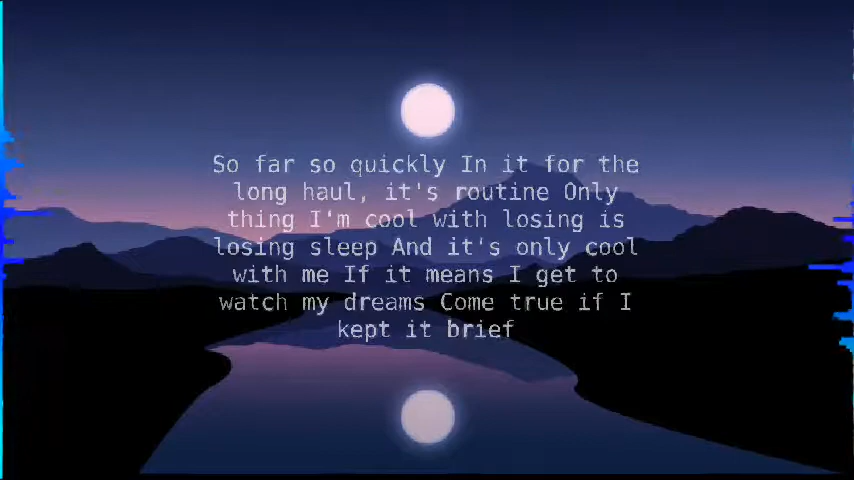 So far so quickly In it for the
long haul, it's routine Only
thing I'm cool with losing is
losing sleep And it's only cool
with me If it means I get to
watch my dreams Come true if I
kept it brief